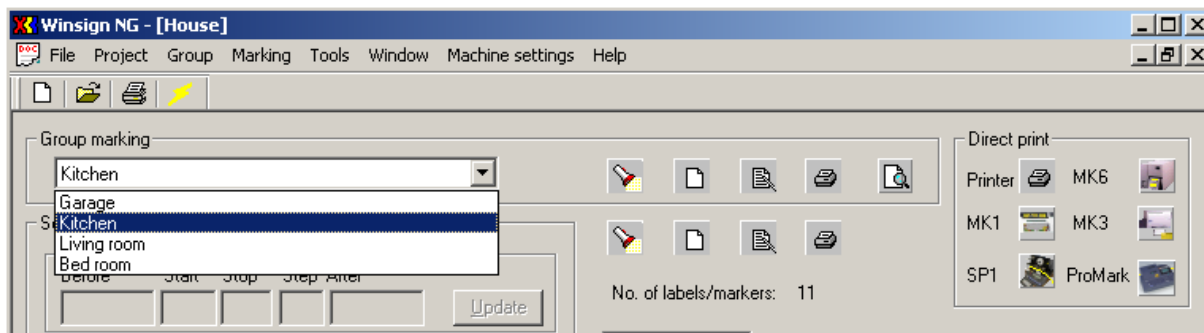 Winsign NG - [House]
File Project Group Marking Tools Window Machine settings Help
Group marking
Kitchen
Garage
Kitchen
Living room
Bed room
Start Stop Step After
Update
No. of labels/markers: 11
Direct print
Printer MK6
MK1 MK3
SP1 ProMark